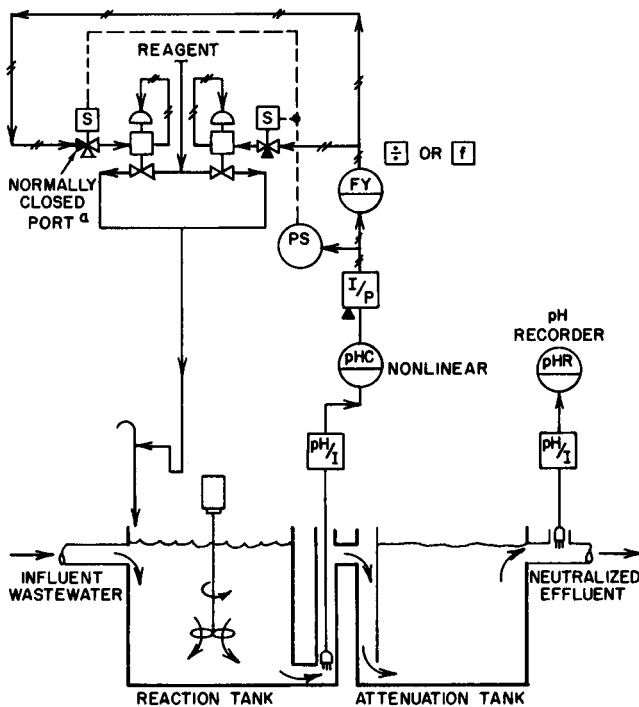 REAGENT
S
S
÷ OR f
NORMALLY
CLOSED
PORT a
FY
PS
I/P
pH
RECORDER
pHC
NONLINEAR
pHR
pH/I
pH/I
INFLUENT
WASTEWATER
NEUTRALIZED
EFFLUENT
REACTION TANK
ATTENUATION TANK